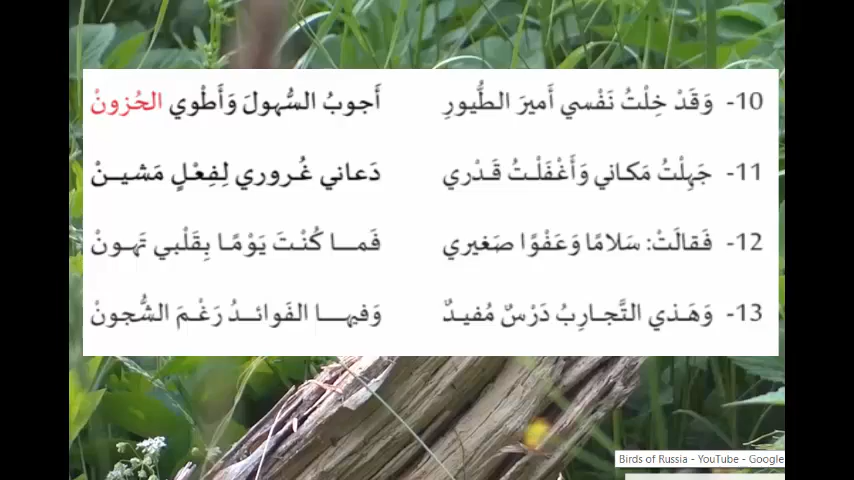 10- وَقَدْ خِلْتُ نَفْسي أَميرَ الطُّيورِ أَجوبُ السُّهولَ وَأَطْوي الحُزونْ
11- جَهِلْتُ مَكاني وَأَغْفَلْتُ قَدْري دَعاني غُروري لِفِعْلٍ مَشينْ
12- فَقالَتْ: سَلامًا وَعَفْوًا صَغيري فَما كُنْتَ يَوْمًا بِقَلْبي تَهونْ
13- وَهَذي التَّجارِبُ دَرْسٌ مُفيدٌ وَفيها الفَوائدُ رَغْمَ الشُّجونْ
Birds of Russia - YouTube - Google